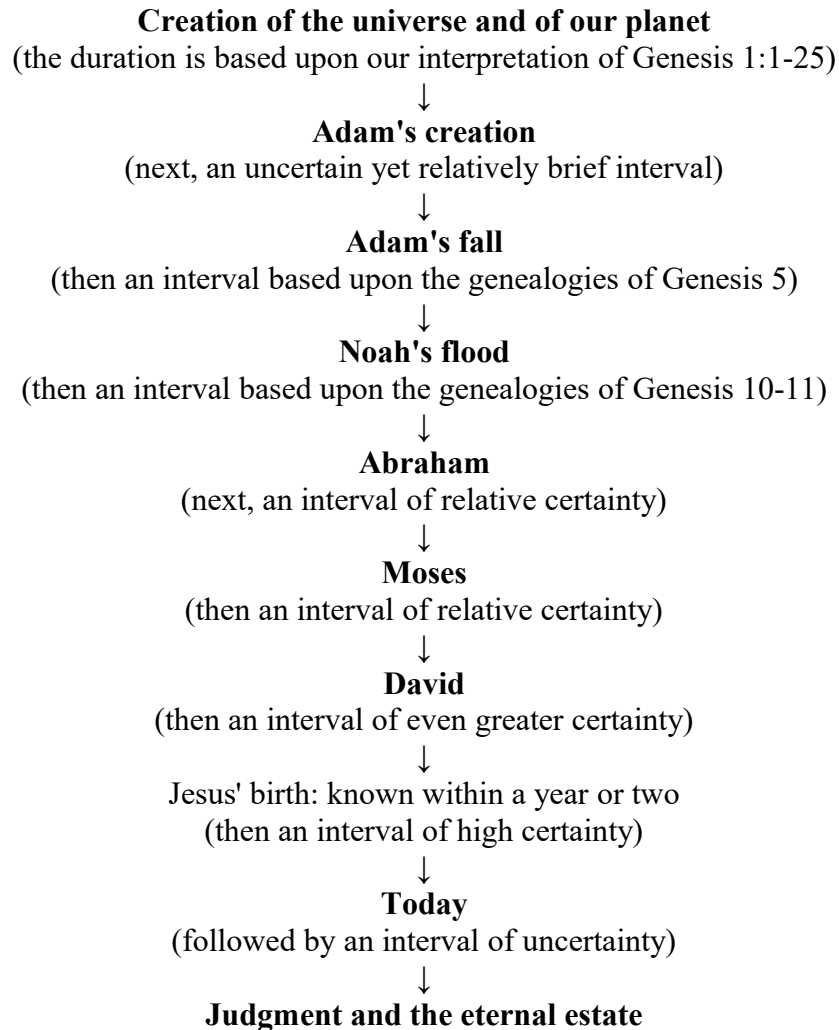 Creation of the universe and of our planet
(the duration is based upon our interpretation of Genesis 1:1-25)
↓
Adam's creation
(next, an uncertain yet relatively brief interval)
↓
Adam's fall
(then an interval based upon the genealogies of Genesis 5)
↓
Noah's flood
(then an interval based upon the genealogies of Genesis 10-11)
↓
Abraham
(next, an interval of relative certainty)
↓
Moses
(then an interval of relative certainty)
↓
David
(then an interval of even greater certainty)
↓
Jesus' birth: known within a year or two
(then an interval of high certainty)
↓
Today
(followed by an interval of uncertainty)
↓
Judgment and the eternal estate